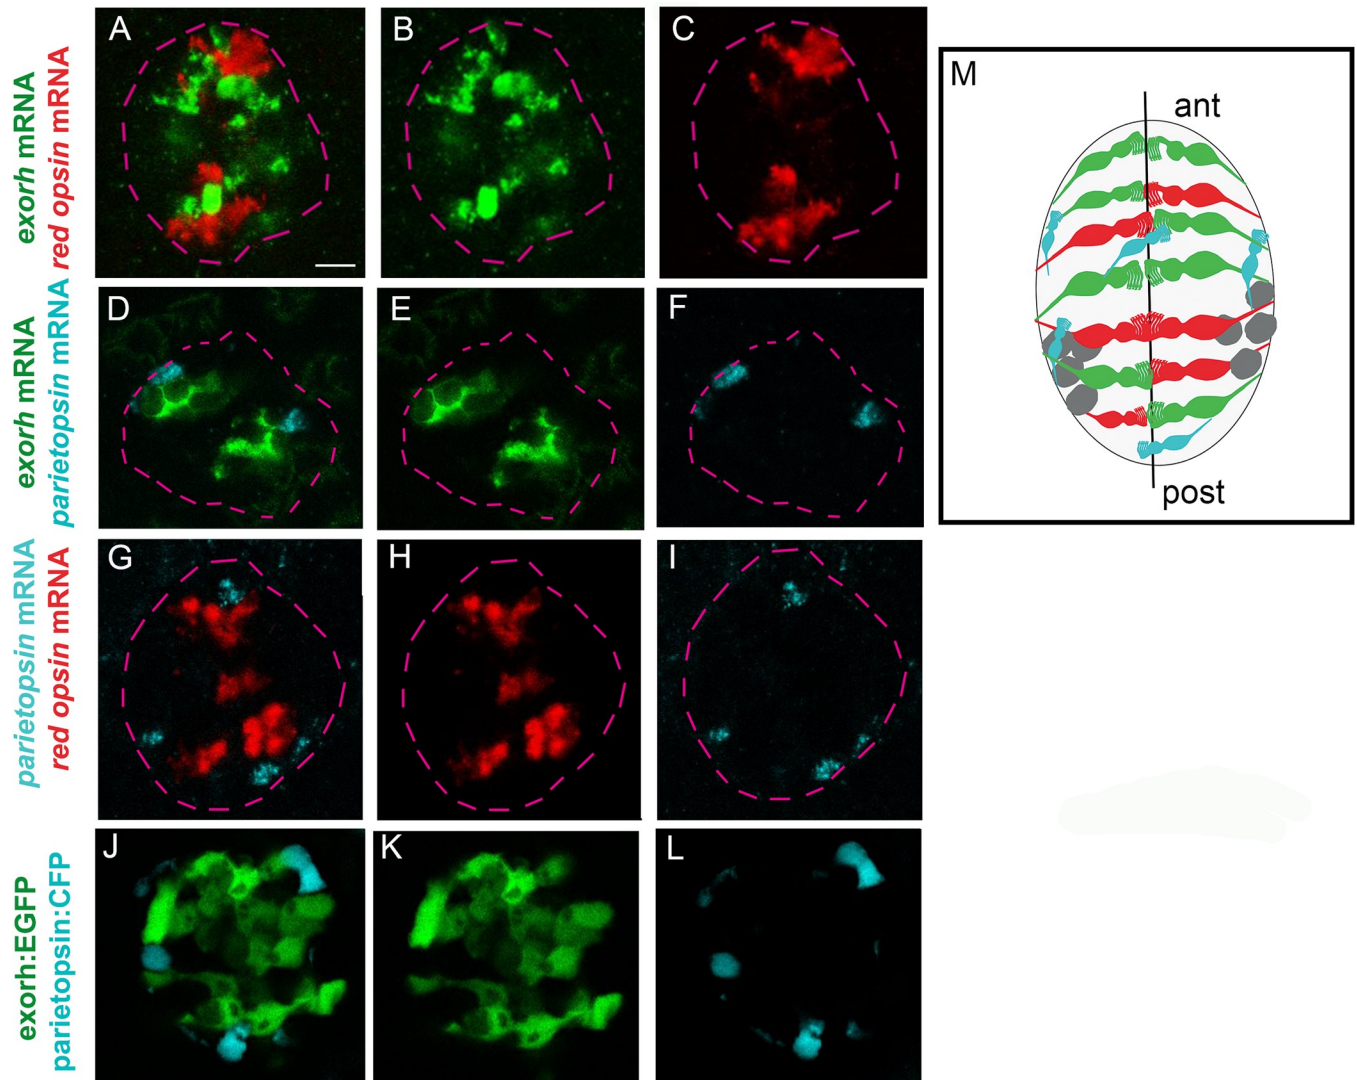 exorh mRNA
red opsin mRNA
A
B
C
exorh mRNA
parietopsin mRNA
D
E
F
parietopsin mRNA
red opsin mRNA
G
H
I
exorh:EGFP
parietopsin:CFP
J
K
L
M
ant
post